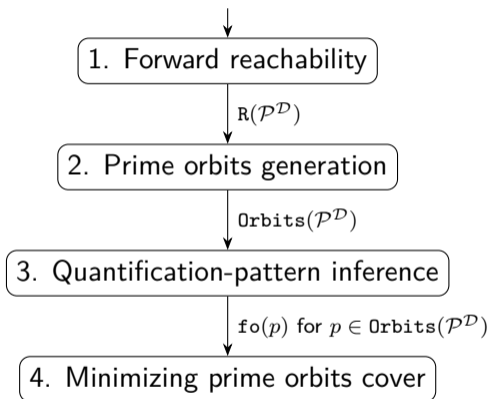 1. Forward reachability
R(𝒫^𝒟)
2. Prime orbits generation
Orbits(𝒫^𝒟)
3. Quantification-pattern inference
fo(p) for p ∈ Orbits(𝒫^𝒟)
4. Minimizing prime orbits cover